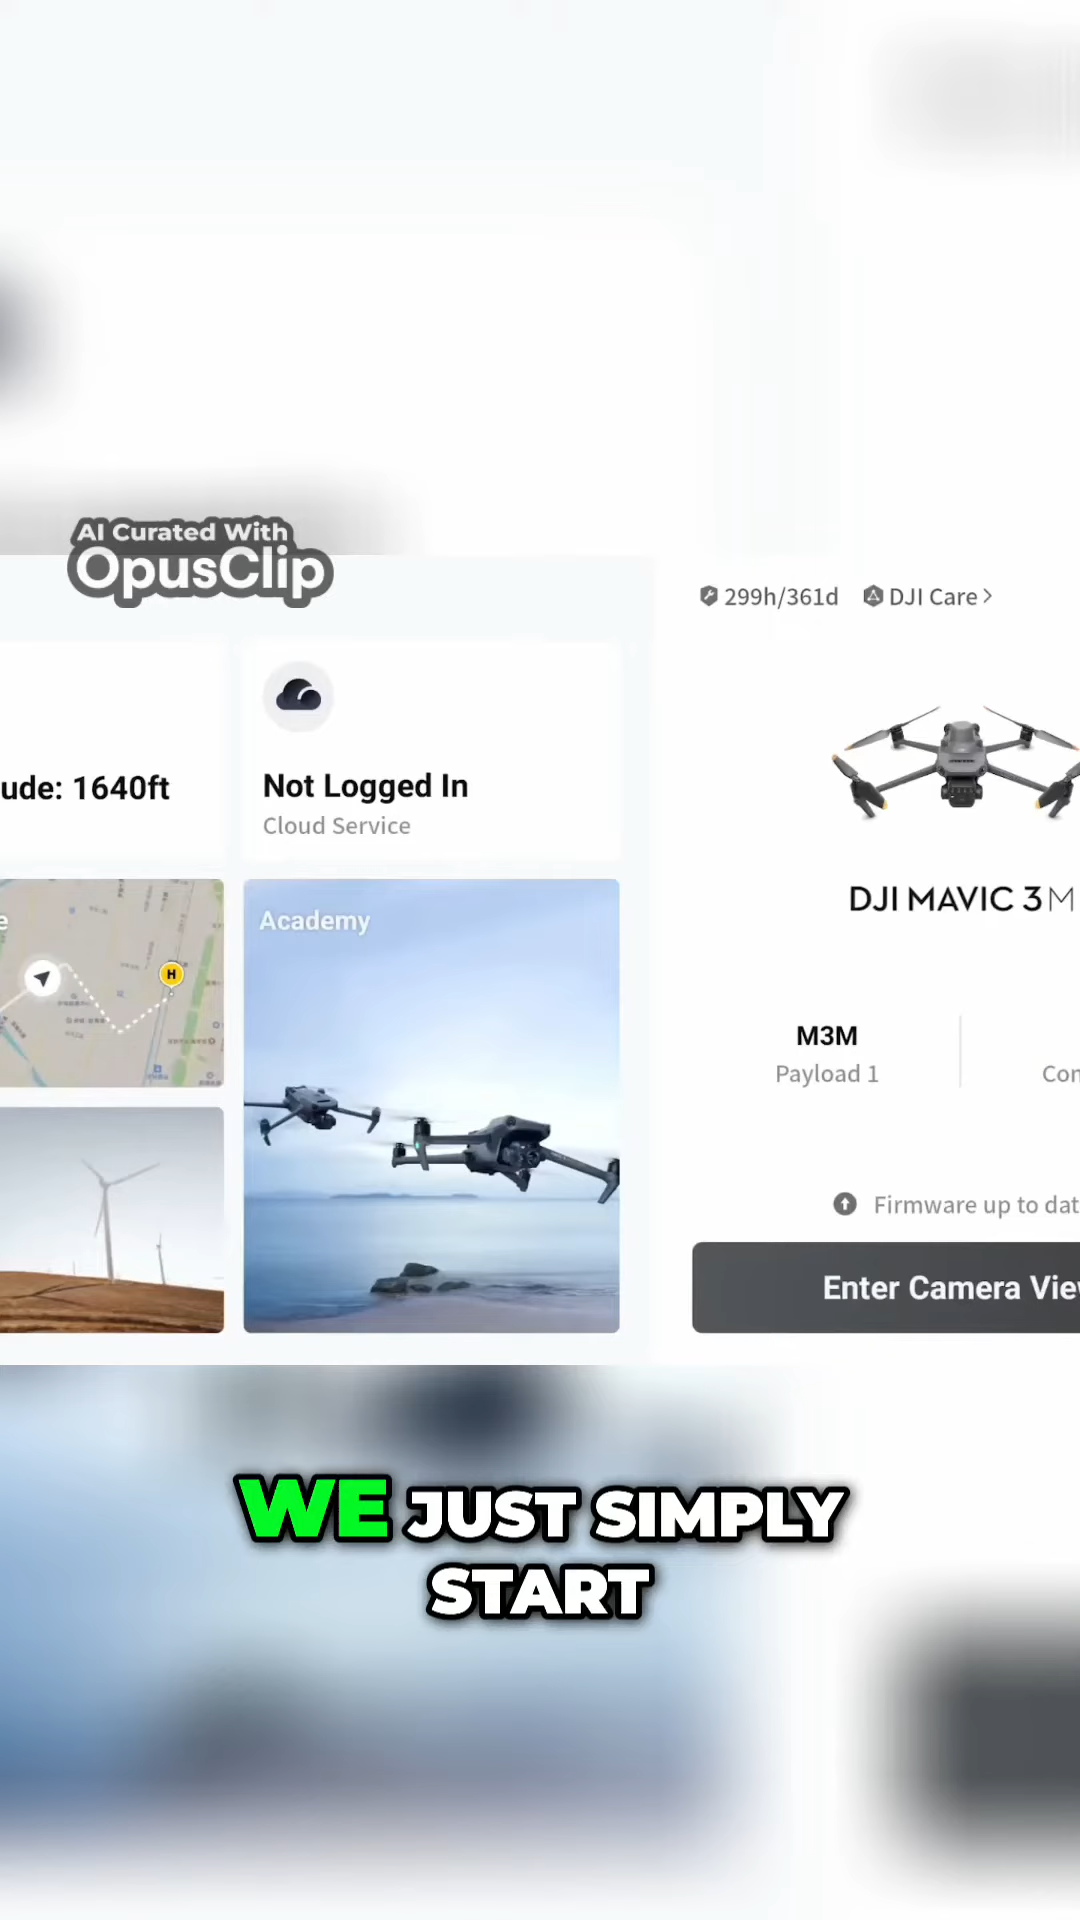 AI Curated With
OpusClip
299h/361d
DJI Care
ude: 1640ft
Not Logged In
Cloud Service
e
Academy
H
DJI MAVIC 3 M
M3M
Payload 1
Con
Firmware up to dat
Enter Camera Vie
WE JUST SIMPLY
START